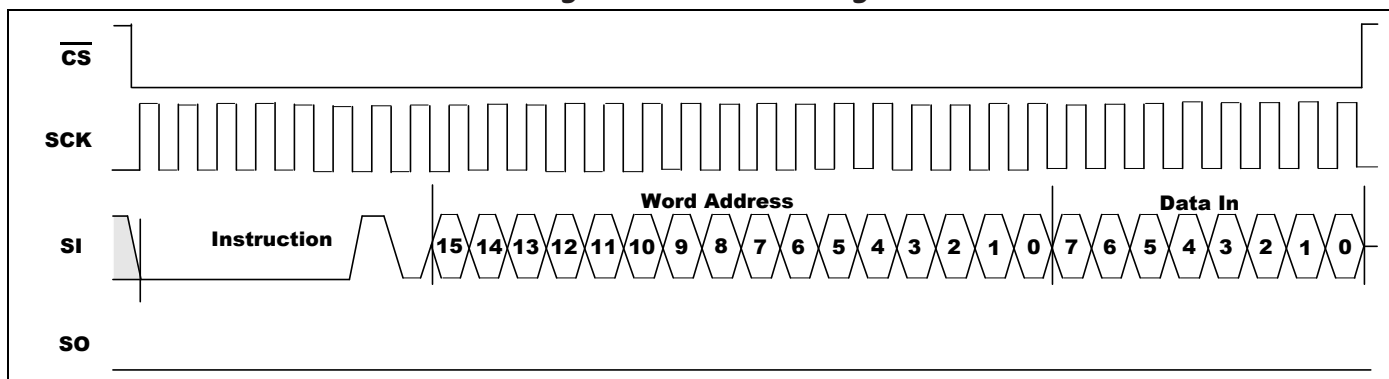 CS
SCK
Word Address
Data In
SI
Instruction
15 14 13 12 11 10 9 8 7 6 5 4 3 2 1 0 7 6 5 4 3 2 1 0
SO